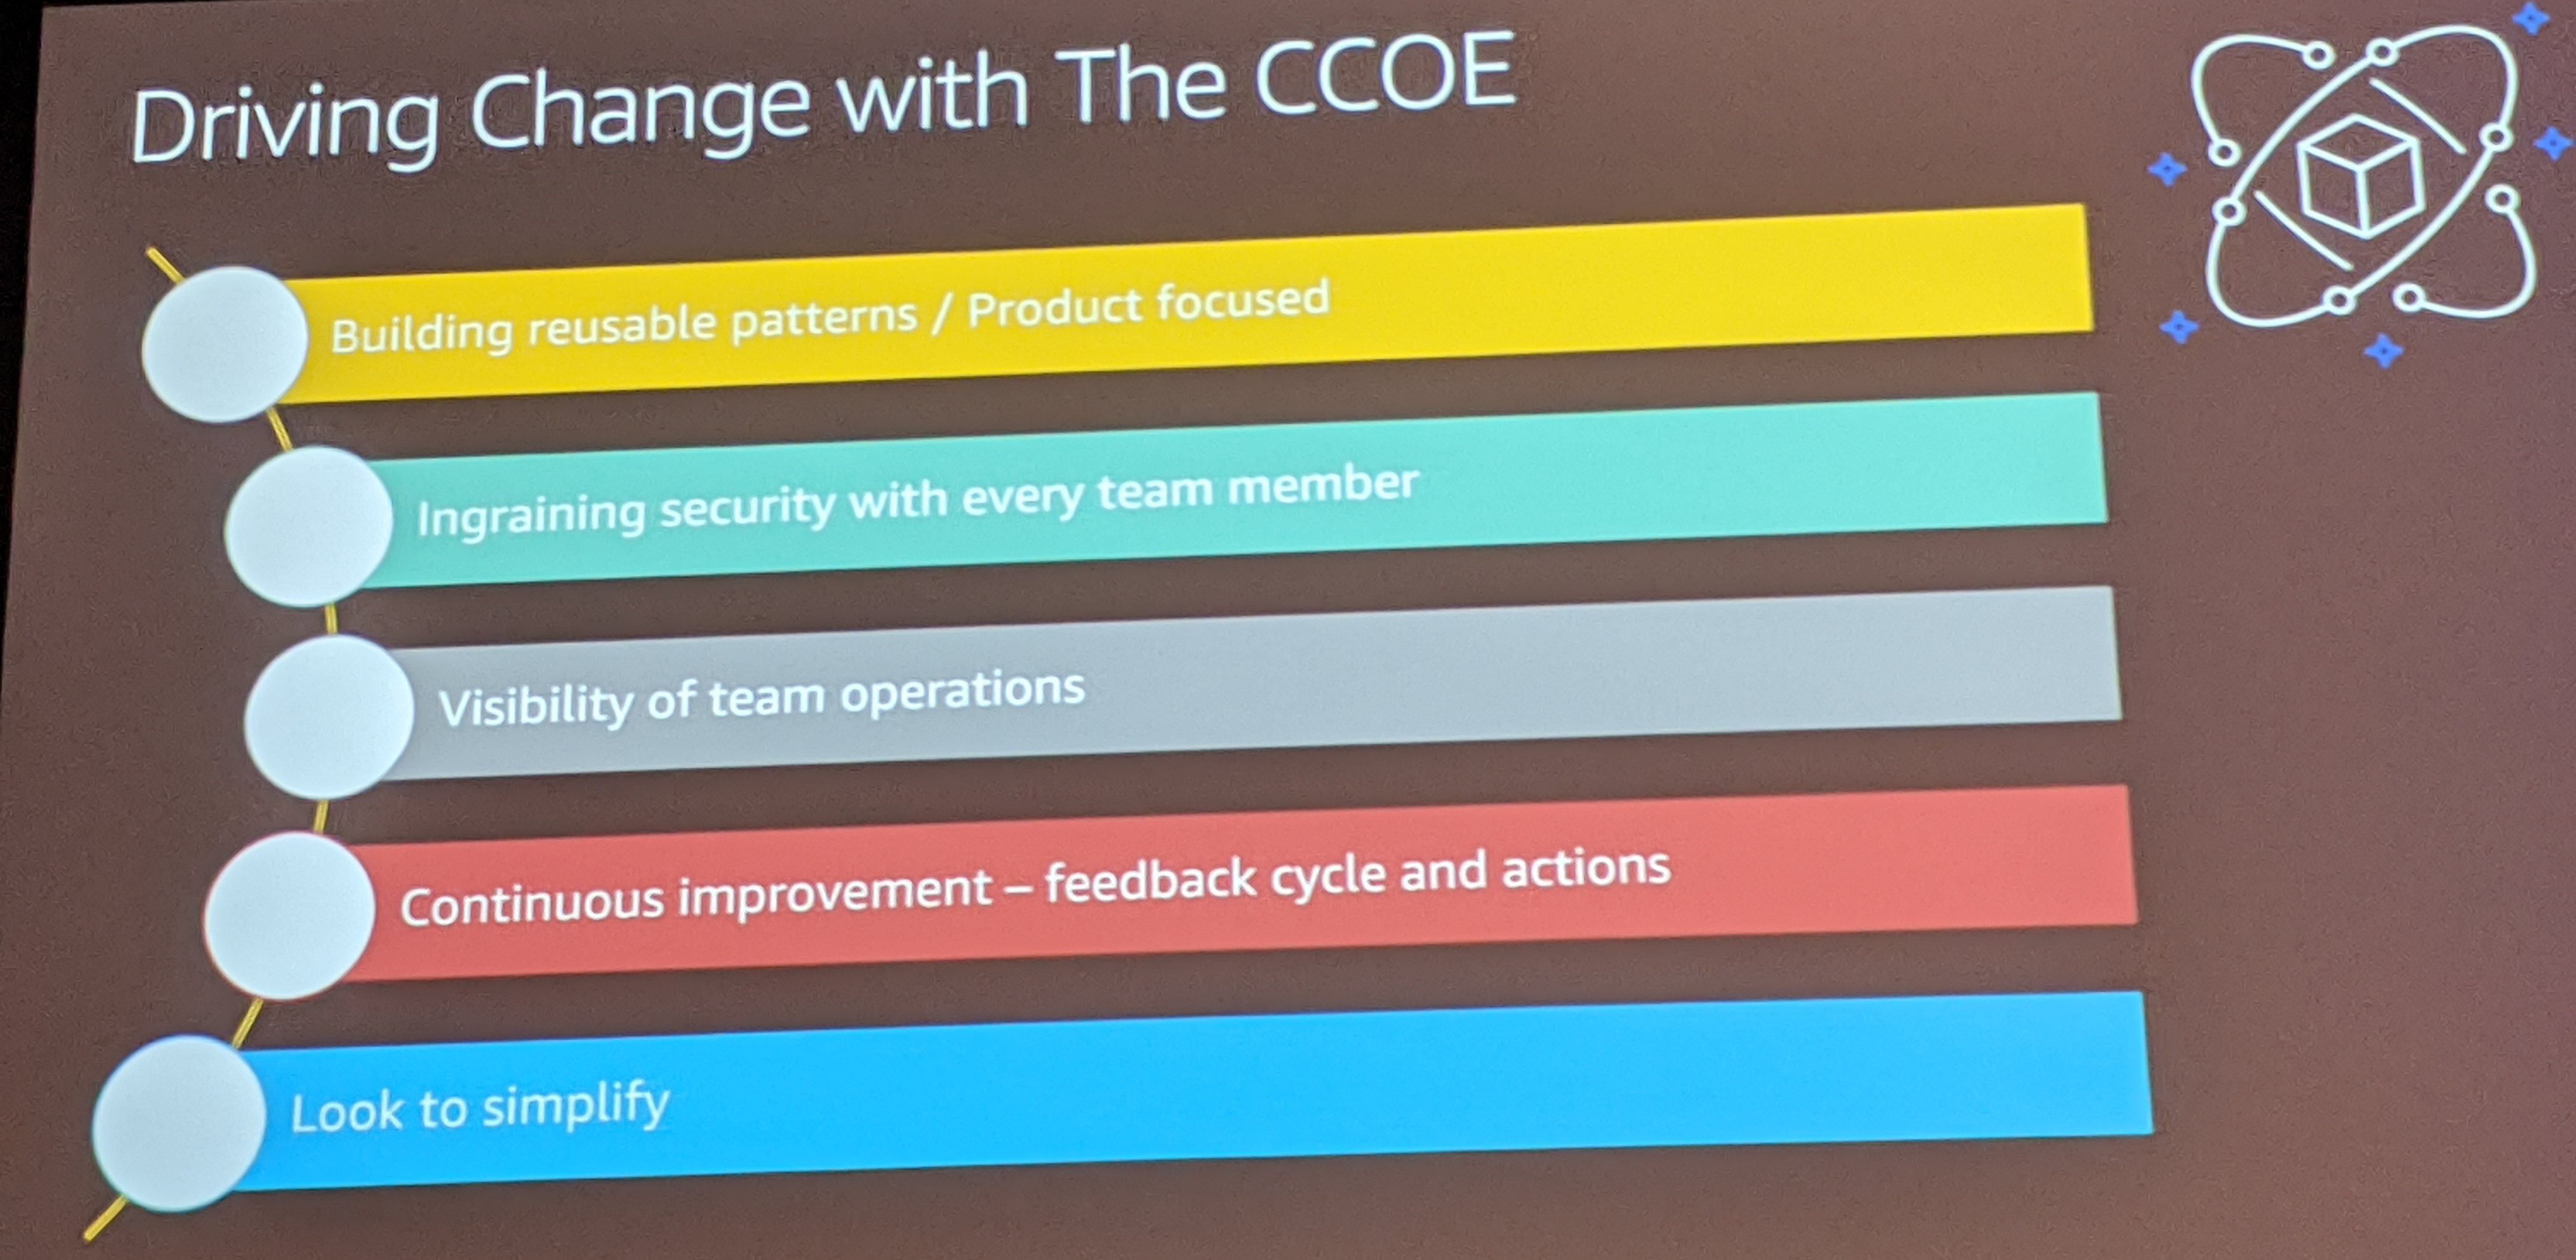 Driving Change with The CCOE
Building reusable patterns / Product focused
Ingraining security with every team member
Visibility of team operations
Continuous improvement – feedback cycle and actions
Look to simplify